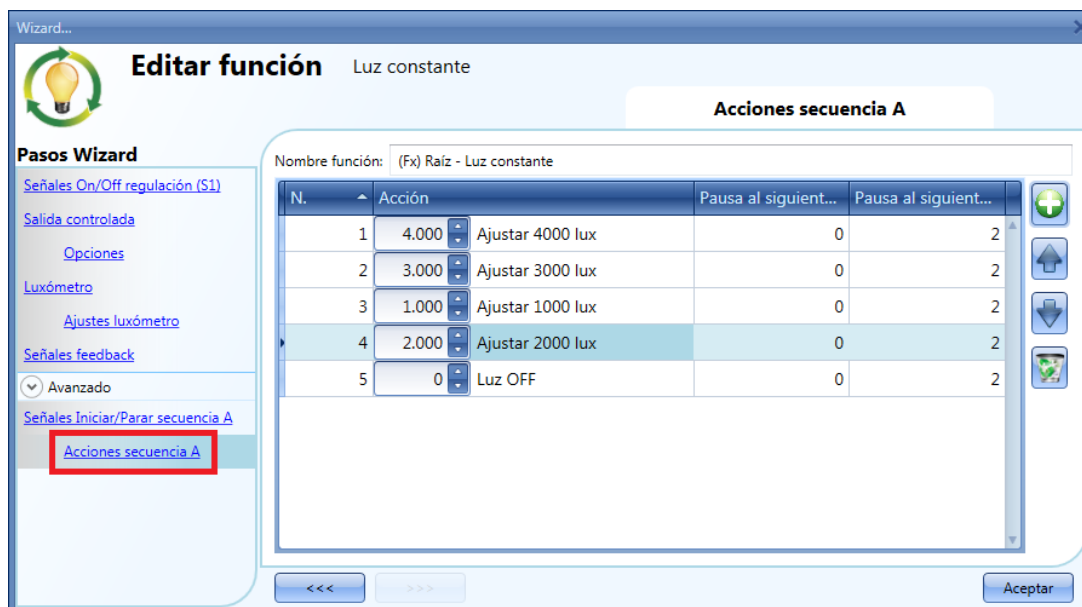 Wizard...
Editar función Luz constante
Acciones secuencia A
Pasos Wizard
Señales On/Off regulación (S1)
Salida controlada
Opciones
Luxómetro
Ajustes luxómetro
Señales feedback
Avanzado
Señales Iniciar/Parar secuencia A
Acciones secuencia A
Nombre función: (Fx) Raíz - Luz constante
N. Acción Pausa al siguient... Pausa al siguient...
1 4.000 Ajustar 4000 lux 0 2
2 3.000 Ajustar 3000 lux 0 2
3 1.000 Ajustar 1000 lux 0 2
4 2.000 Ajustar 2000 lux 0 2
5 0 Luz OFF 0 2
<<< >>> Aceptar